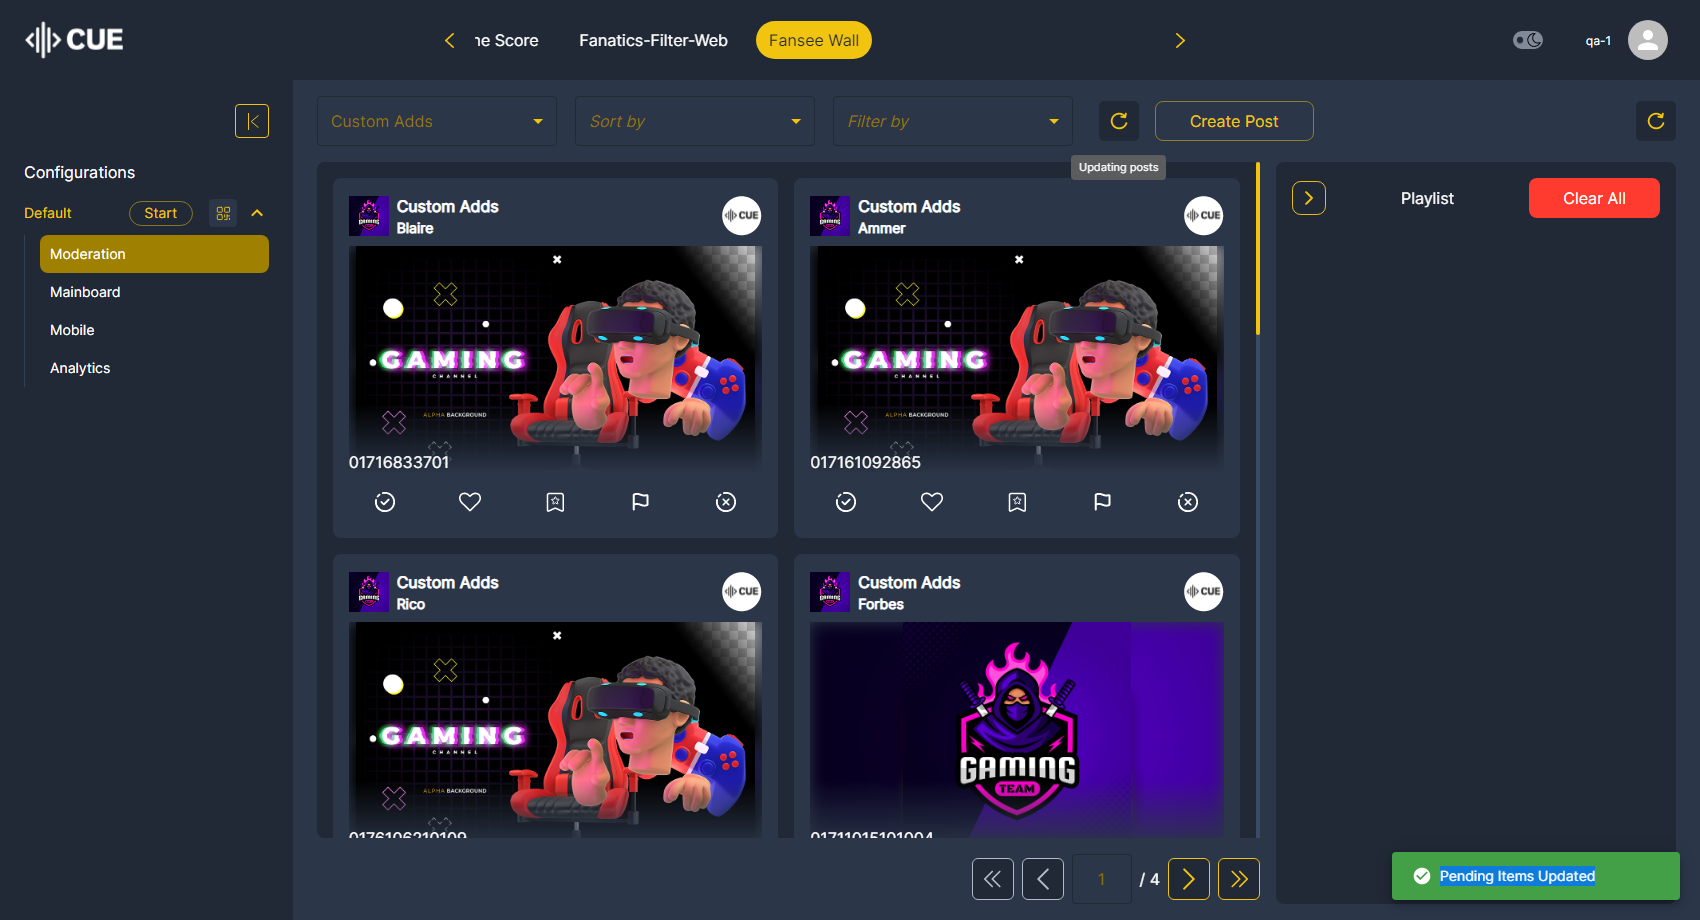 CUE
ne Score
Fanatics-Filter-Web
Fansee Wall
qa-1
Configurations
Default
Start
Moderation
Mainboard
Mobile
Analytics
Custom Adds
Sort by
Filter by
Create Post
Updating posts
Custom Adds
Blaire
CUE
GAMING
CHANNEL
ALPHA BACKGROUND
01716833701
Custom Adds
Ammer
CUE
GAMING
CHANNEL
ALPHA BACKGROUND
017161092865
Custom Adds
Rico
CUE
GAMING
CHANNEL
ALPHA BACKGROUND
0176106210109
Custom Adds
Forbes
CUE
GAMING
TEAM
01711015101004
1
/ 4
Playlist
Clear All
Pending Items Updated